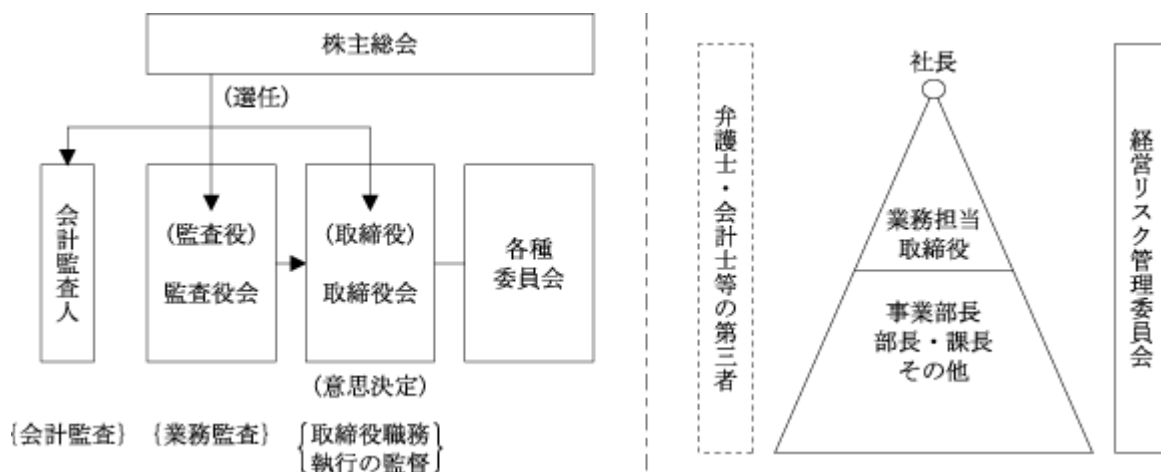 株主総会
(選任)
会計監査人
(監査役)
監査役会
(取締役)
取締役会
各種
委員会
(意思決定)
{会計監査}
{業務監査}
{取締役職務
執行の監督}
弁護士・会計士等の第三者
社長
業務担当
取締役
事業部長
部長・課長
その他
経営リスク管理委員会